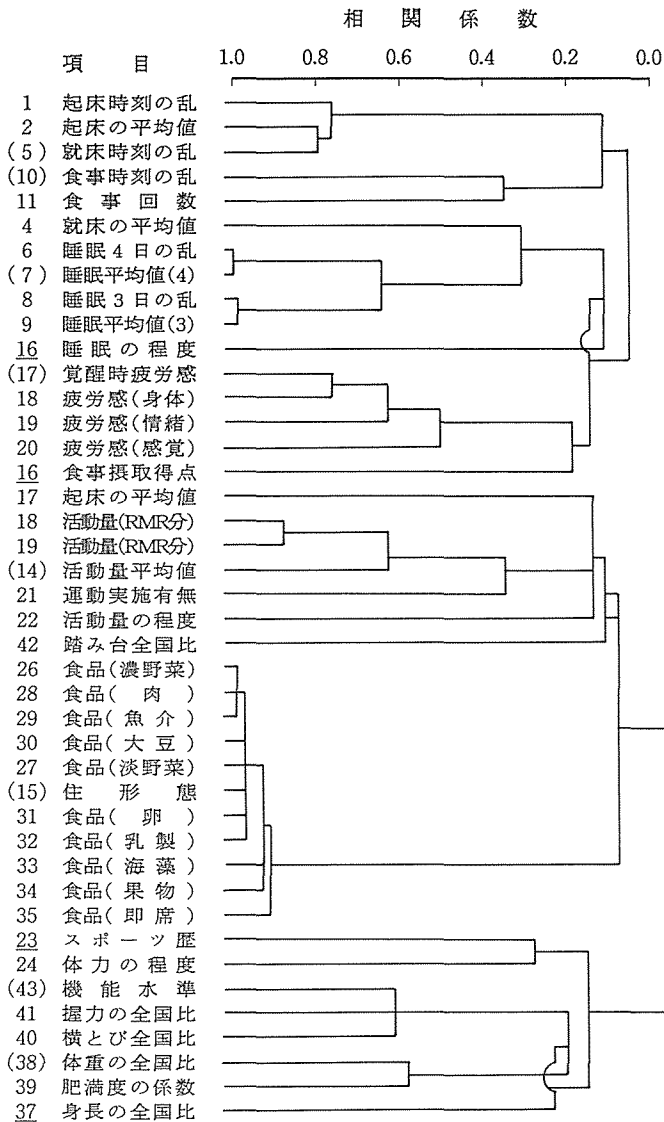 相関係数
項目 1.0 0.8 0.6 0.4 0.2 0.0
1 起床時刻の乱
2 起床の平均値
(5) 就床時刻の乱
(10) 食事時刻の乱
11 食事回数
4 就床の平均値
6 睡眠4日の乱
(7) 睡眠平均値(4)
8 睡眠3日の乱
9 睡眠平均値(3)
16 睡眠の程度
(17) 覚醒時疲労感
18 疲労感(身体)
19 疲労感(情緒)
20 疲労感(感覚)
16 食事摂取得点
17 起床の平均値
18 活動量(RMR分)
19 活動量(RMR分)
(14) 活動量平均値
21 運動実施有無
22 活動量の程度
42 踏み台全国比
26 食品(濃野菜)
28 食品(肉)
29 食品(魚介)
30 食品(大豆)
27 食品(淡野菜)
(15) 住形態
31 食品(卵)
32 食品(乳製)
33 食品(海藻)
34 食品(果物)
35 食品(即席)
23 スポーツ歴
24 体力の程度
(43) 機能水準
41 握力の全国比
40 横とび全国比
(38) 体重の全国比
39 肥満度の係数
37 身長の全国比